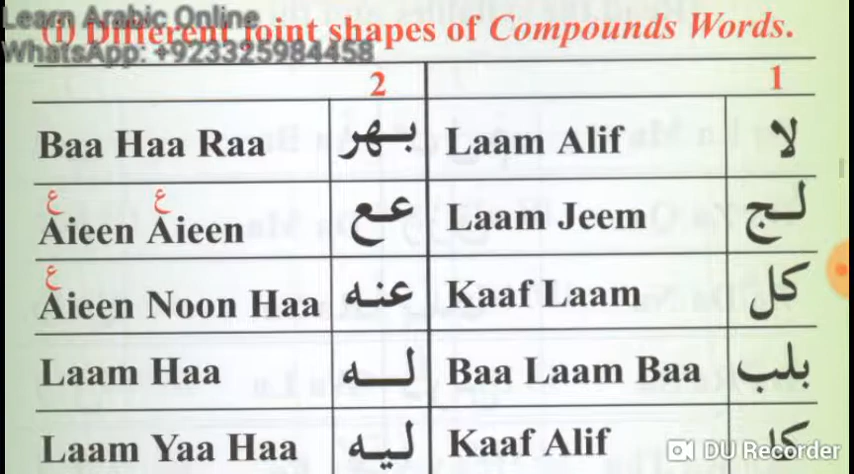 Learn Arabic Online
(i) Different joint shapes of Compounds Words.
WhatsApp: +923325984458
2 1
Baa Haa Raa بهر Laam Alif لا
ع ع
Aieen Aieen عع Laam Jeem لج
ع
Aieen Noon Haa عنه Kaaf Laam كل
Laam Haa له Baa Laam Baa بلب
Laam Yaa Haa ليه Kaaf Alif كا
DU Recorder